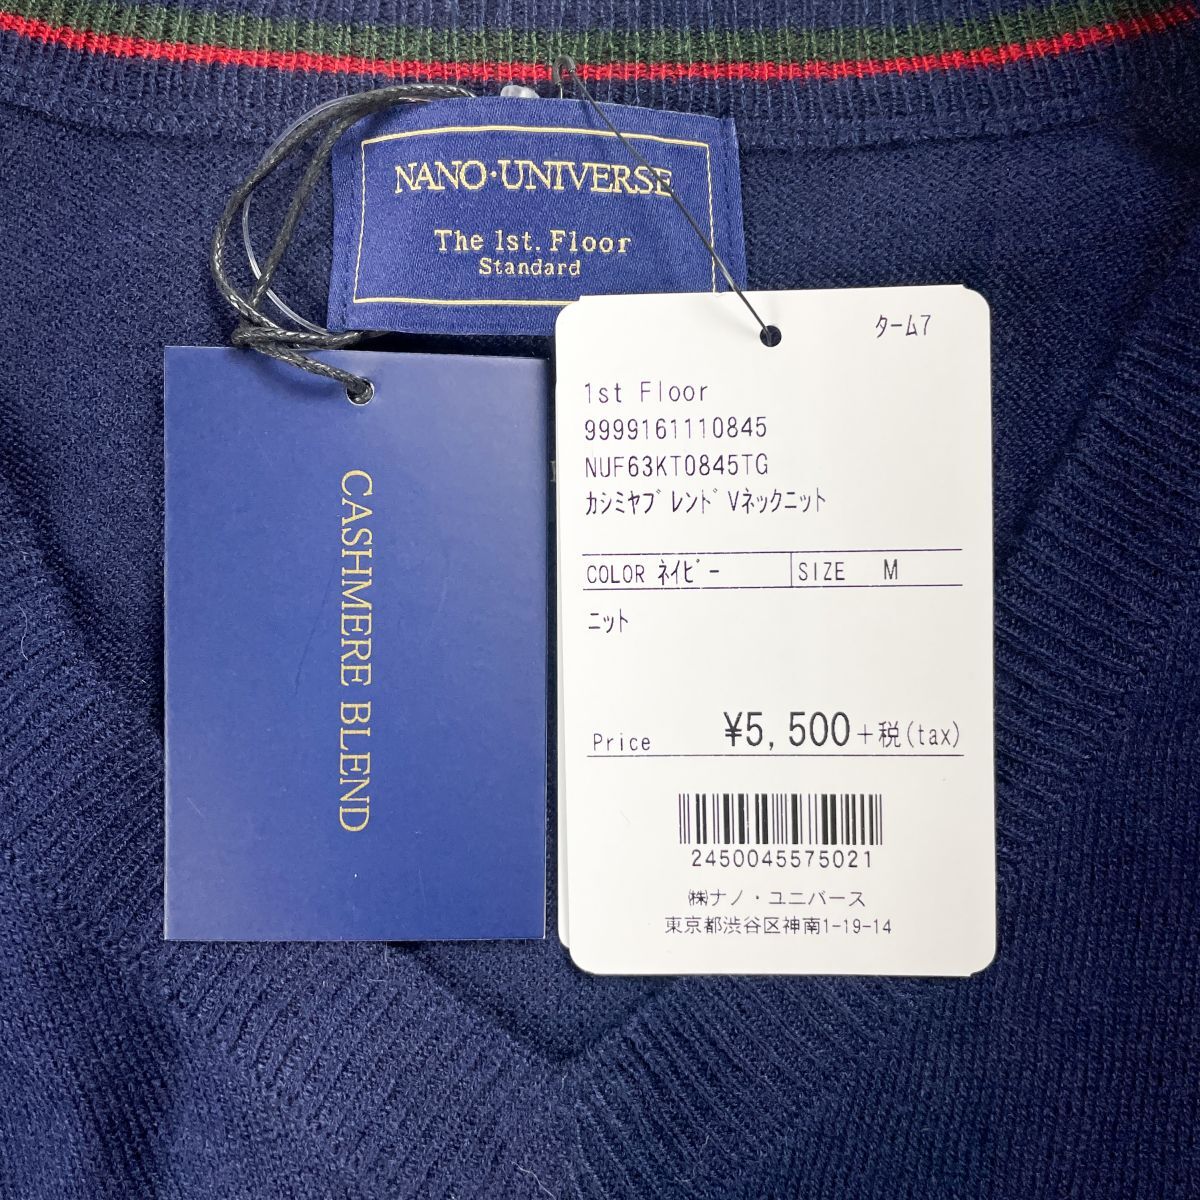 NANO·UNIVERSE
The 1st. Floor
Standard
CASHMERE BLEND
ターム7
1st Floor
9999161110845
NUF63KT0845TG
カシミヤブレンドVネックニット
COLOR ネイビー SIZE M
ニット
Price ¥5,500+税(tax)
2450045575021
㈱ナノ・ユニバース
東京都渋谷区神南1-19-14